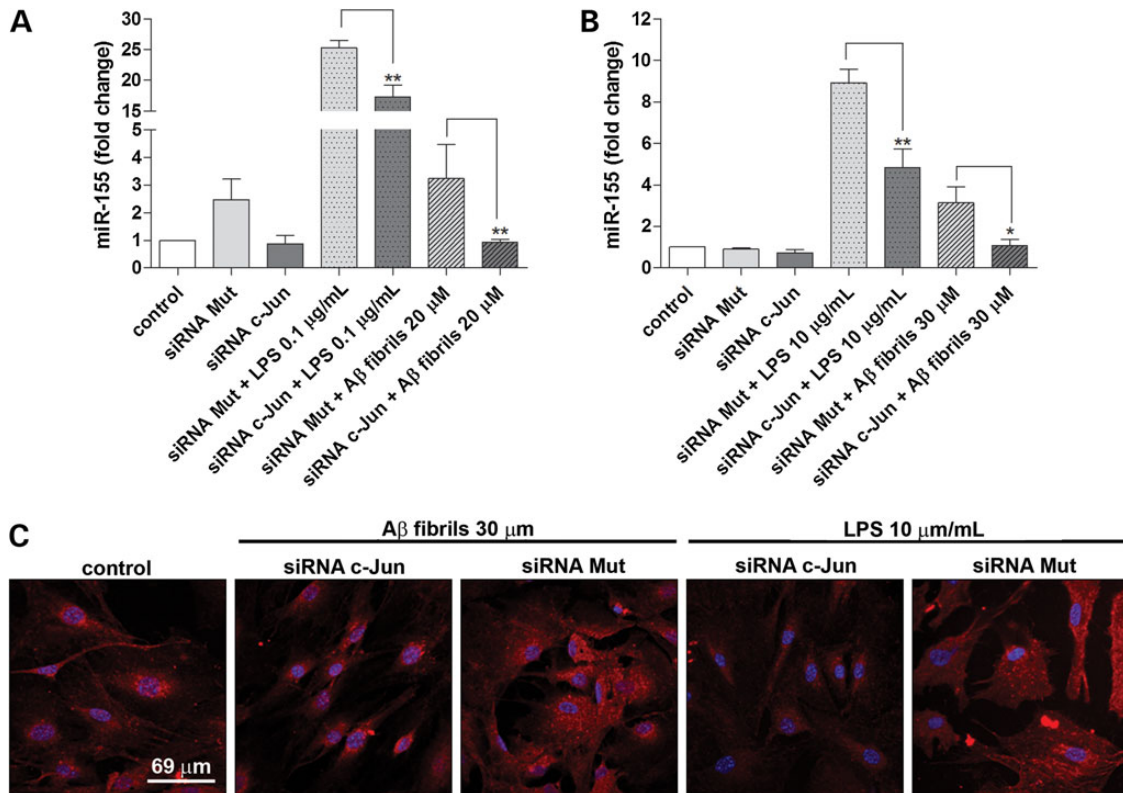 A
miR-155 (fold change)
30
25
20
15
5
4
3
2
1
0
**
**
control
siRNA Mut
siRNA c-Jun
siRNA Mut + LPS 0.1 µg/mL
siRNA c-Jun + LPS 0.1 µg/mL
siRNA Mut + Aβ fibrils 20 µM
siRNA c-Jun + Aβ fibrils 20 µM
B
miR-155 (fold change)
12
10
8
6
4
2
0
**
*
control
siRNA Mut
siRNA c-Jun
siRNA Mut + LPS 10 µg/mL
siRNA c-Jun + LPS 10 µg/mL
siRNA Mut + Aβ fibrils 30 µM
siRNA c-Jun + Aβ fibrils 30 µM
C
Aβ fibrils 30 µm
LPS 10 µm/mL
control
siRNA c-Jun
siRNA Mut
siRNA c-Jun
siRNA Mut
69 µm